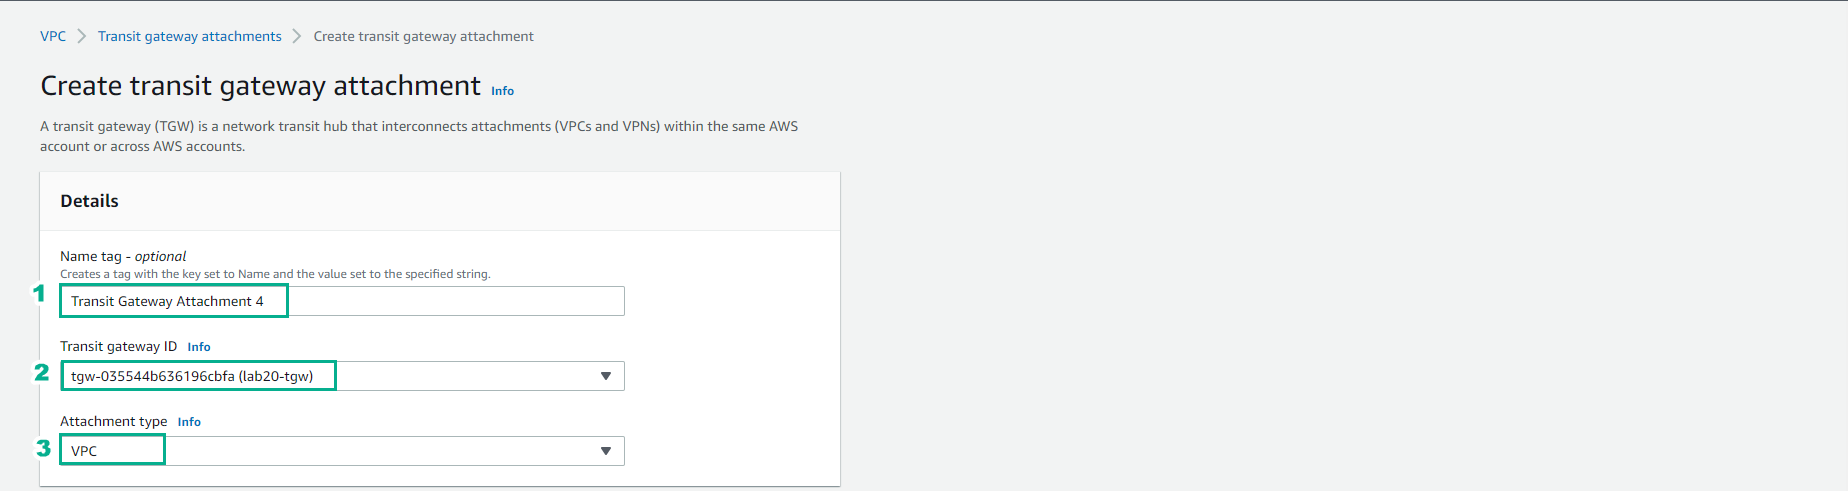 VPC > Transit gateway attachments > Create transit gateway attachment
Create transit gateway attachment Info
A transit gateway (TGW) is a network transit hub that interconnects attachments (VPCs and VPNs) within the same AWS
account or across AWS accounts.
Details
Name tag - optional
Creates a tag with the key set to Name and the value set to the specified string.
1 Transit Gateway Attachment 4
Transit gateway ID Info
2 tgw-035544b636196cbfa (lab20-tgw)
Attachment type Info
3 VPC